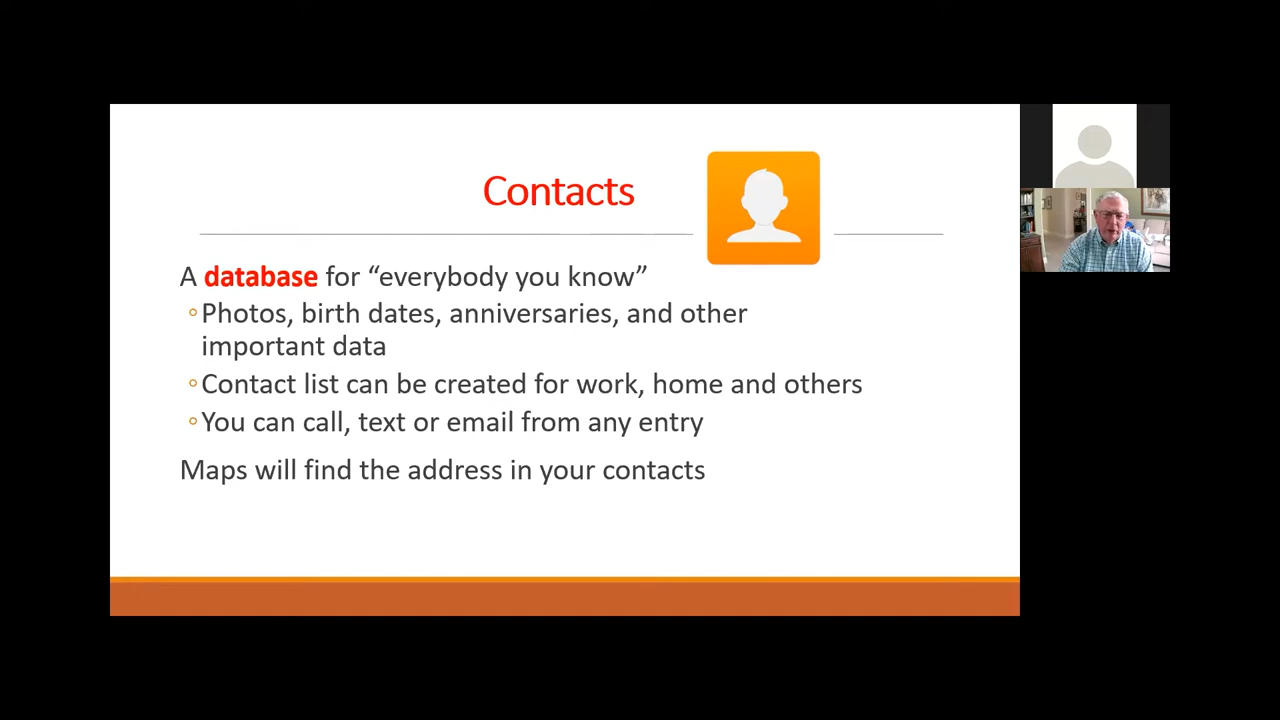 Contacts
A database for “everybody you know”
◦Photos, birth dates, anniversaries, and other
important data
◦Contact list can be created for work, home and others
◦You can call, text or email from any entry
Maps will find the address in your contacts